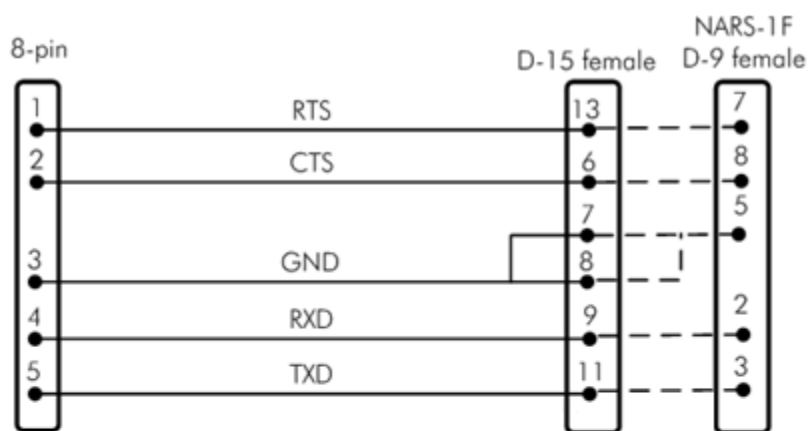 NARS-1F
8-pin
D-15 female D-9 female
1 RTS 13 7
2 CTS 6 8
7 5
3 GND 8
4 RXD 9 2
5 TXD 11 3